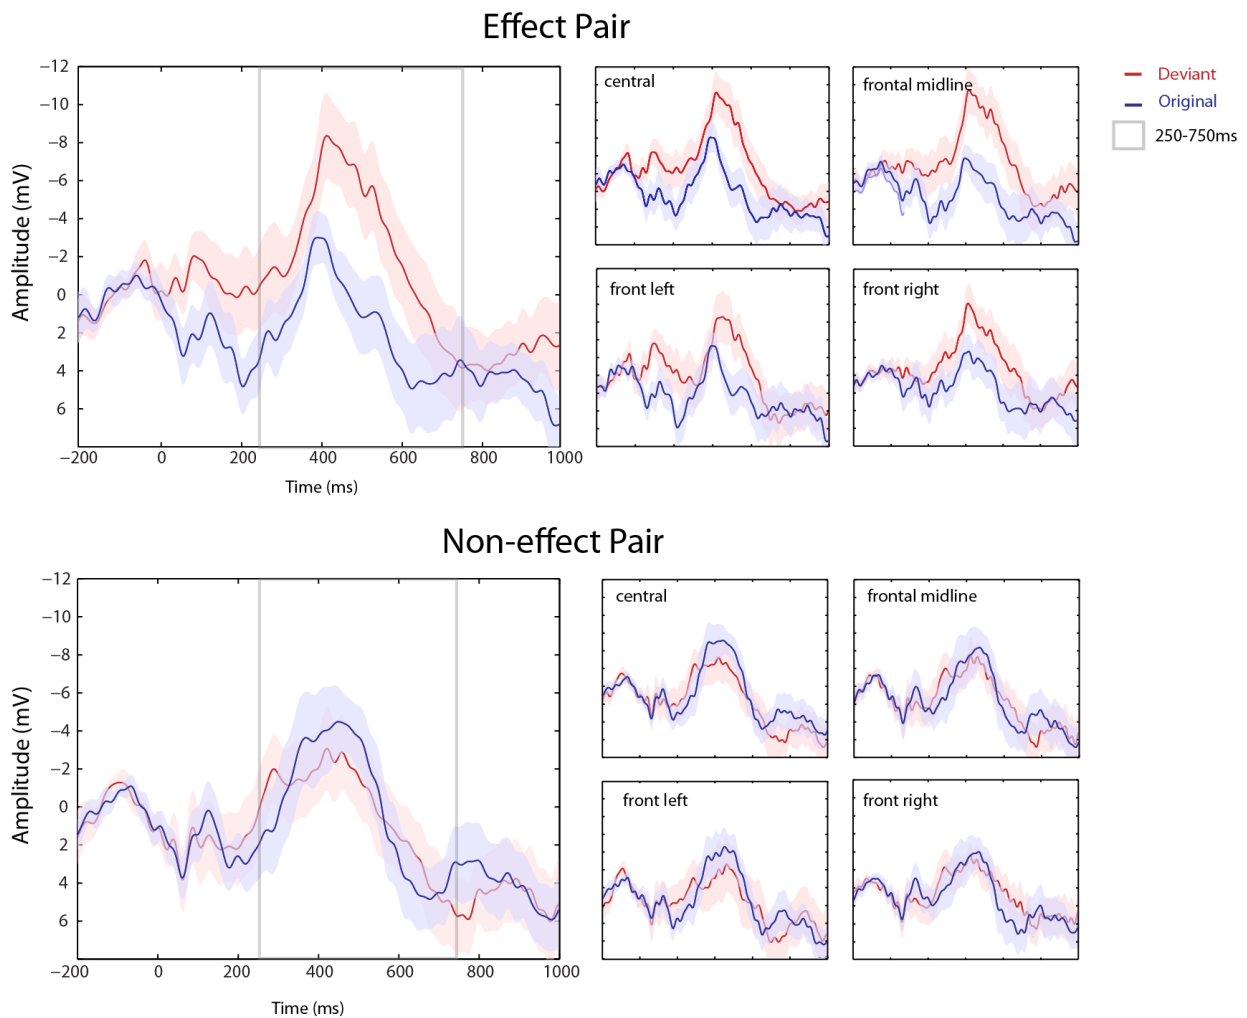 Effect Pair
−12
−10
−8
−6
−4
−2
0
2
4
6
Amplitude (mV)
−200 0 200 400 600 800 1000
Time (ms)
central
frontal midline
front left
front right
Deviant
Original
250-750ms
Non-effect Pair
−12
−10
−8
−6
−4
−2
0
2
4
6
Amplitude (mV)
−200 0 200 400 600 800 1000
Time (ms)
central
frontal midline
front left
front right